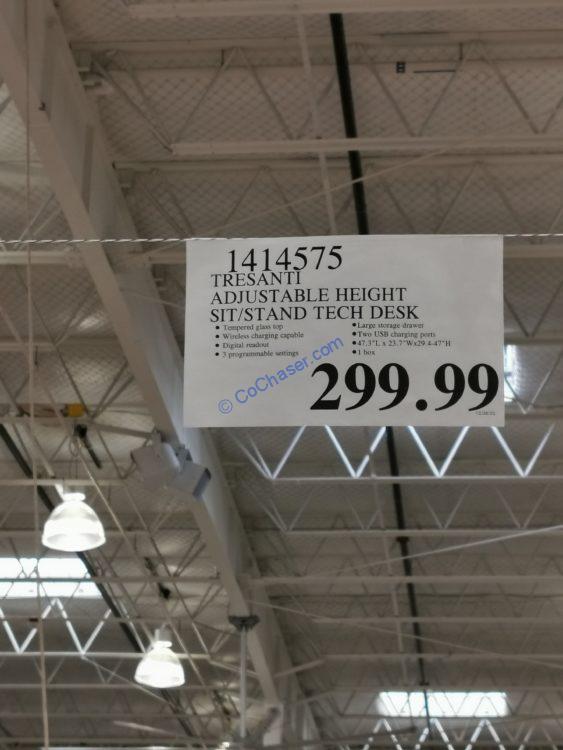 1414575
TRESANTI
ADJUSTABLE HEIGHT
SIT/STAND TECH DESK
• Tempered glass top
• Wireless charging capable
• Digital readout
• 3 programmable settings
• Large storage drawer
• Two USB charging ports
• 47.3"L x 23.7"Wx29.4-47"H
• 1 box
© CoChaser.com
299.99